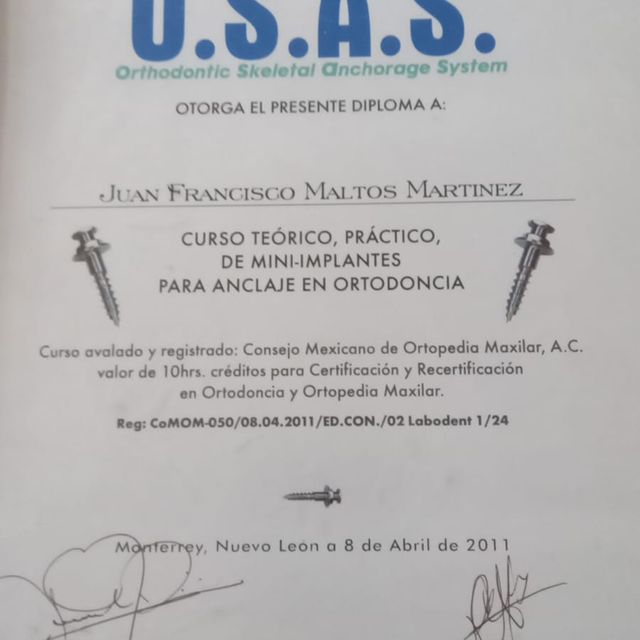 O.S.A.S.
Orthodontic Skeletal anchorage System
OTORGA EL PRESENTE DIPLOMA A:
JUAN FRANCISCO MALTOS MARTINEZ
CURSO TEÓRICO, PRÁCTICO,
DE MINI-IMPLANTES
PARA ANCLAJE EN ORTODONCIA
Curso avalado y registrado: Consejo Mexicano de Ortopedia Maxilar, A.C.
valor de 10hrs. créditos para Certificación y Recertificación
en Ortodoncia y Ortopedia Maxilar.
Reg: CoMOM-050/08.04.2011/ED.CON./02 Labodent 1/24
Monterrey, Nuevo León a 8 de Abril de 2011